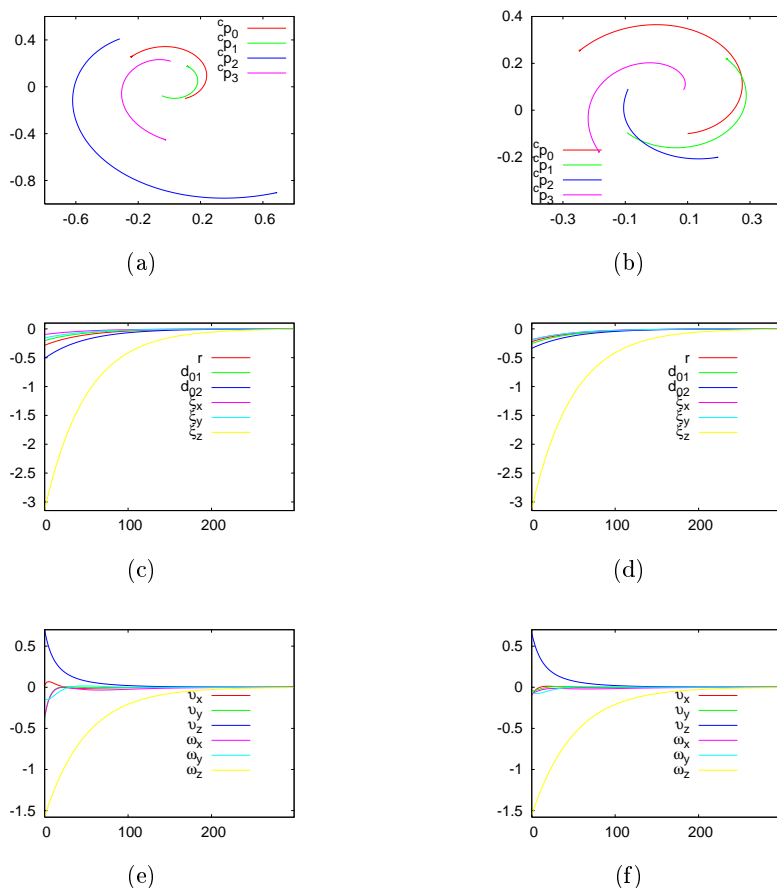 0.4
0
-0.4
-0.8
-0.6
-0.2
0.2
0.6
cp0
cp1
cp2
cp3
(a)
0.4
0.2
0
-0.2
-0.3
-0.1
0.1
0.3
cp0
cp1
cp2
cp3
(b)
0
-0.5
-1
-1.5
-2
-2.5
-3
0
100
200
r
d01
d02
ξx
ξy
ξz
(c)
0
-0.5
-1
-1.5
-2
-2.5
-3
0
100
200
r
d01
d02
ξx
ξy
ξz
(d)
0.5
0
-0.5
-1
-1.5
0
100
200
υx
υy
υz
ωx
ωy
ωz
(e)
0.5
0
-0.5
-1
-1.5
0
100
200
υx
υy
υz
ωx
ωy
ωz
(f)